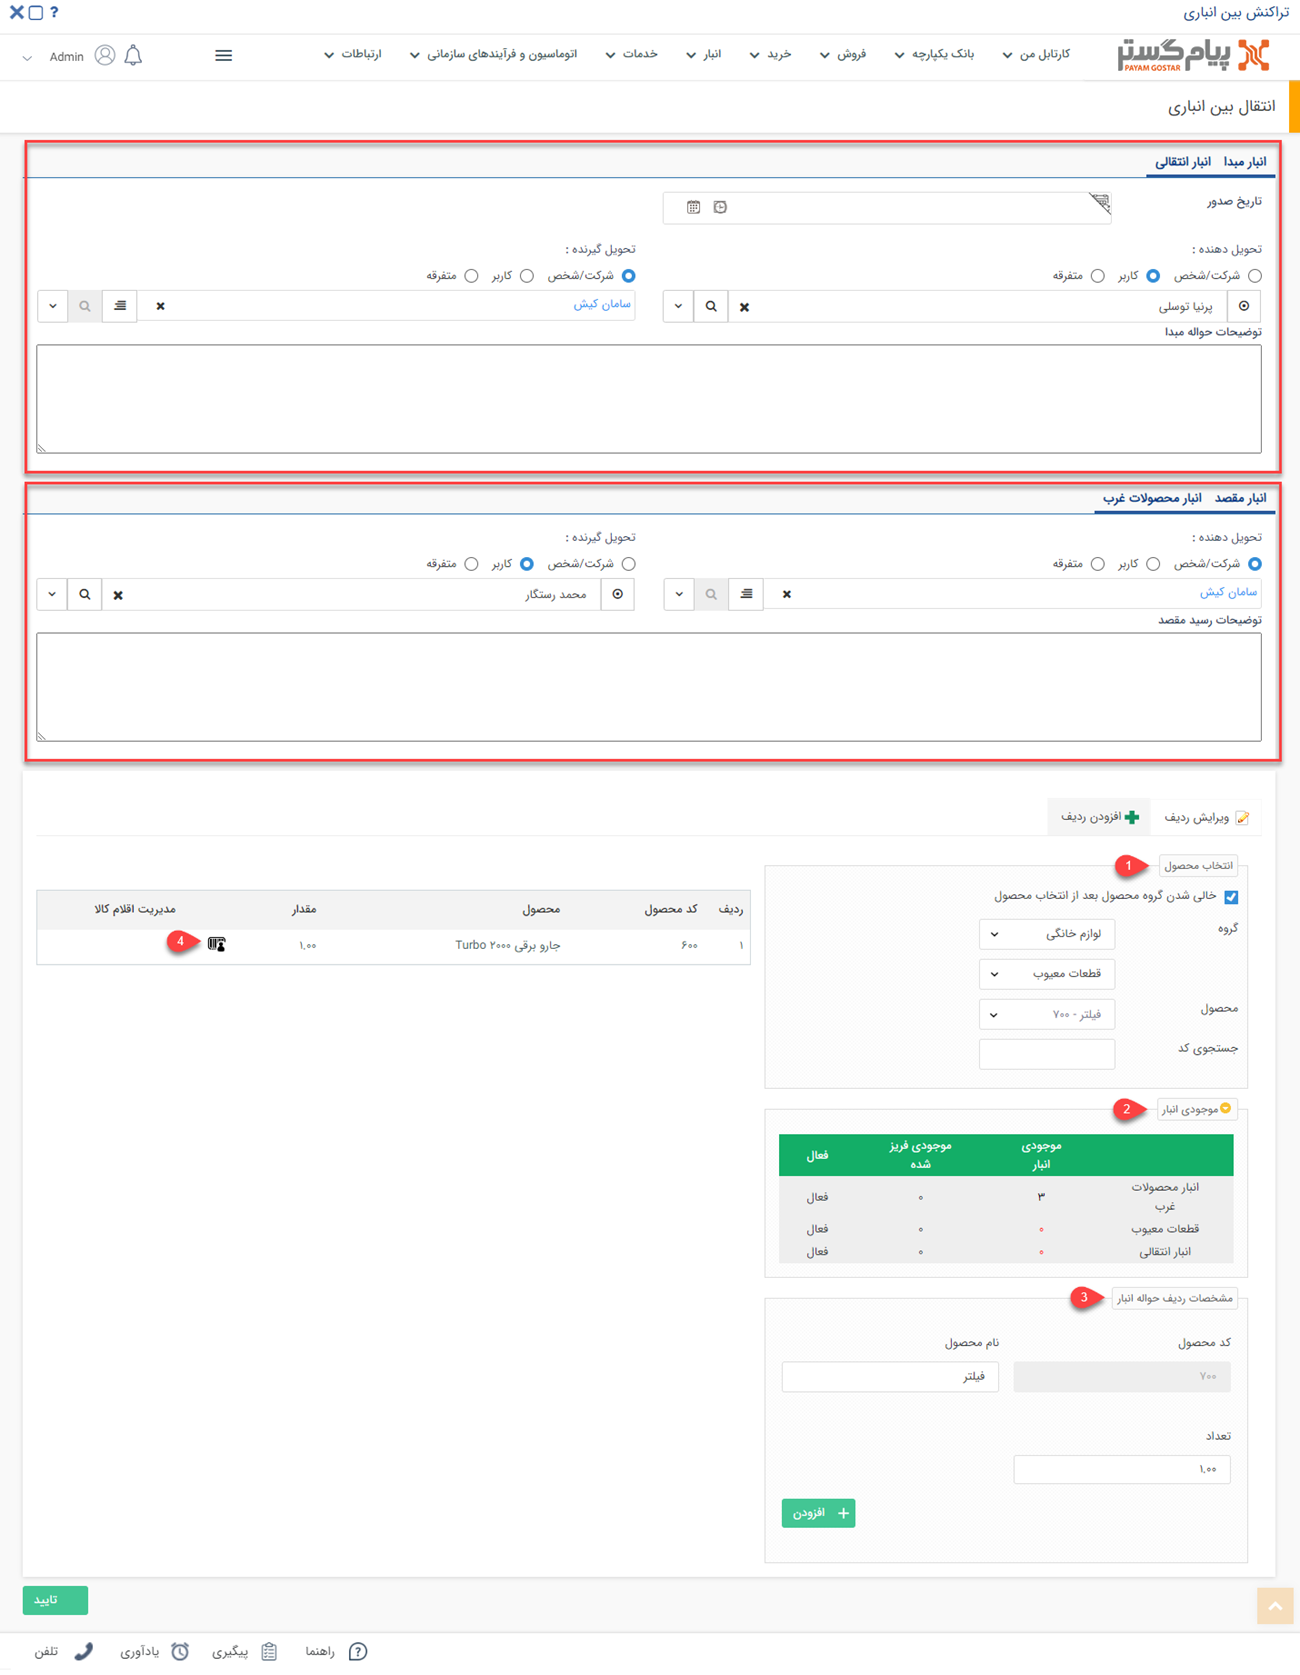 تراکنش بین انباری
?
پیام گستر
PAYAM GOSTAR
کارتابل من
بانک یکپارچه
فروش
خرید
انبار
خدمات
اتوماسیون و فرآیندهای سازمانی
ارتباطات
Admin
انتقال بین انباری
انبار مبدا انبار انتقالی
تاریخ صدور
تحویل دهنده :
شرکت/شخص کاربر متفرقه
پرنیا توسلی
تحویل گیرنده :
شرکت/شخص کاربر متفرقه
سامان کیش
توضیحات حواله مبدا
انبار مقصد انبار محصولات غرب
تحویل دهنده :
شرکت/شخص کاربر متفرقه
سامان کیش
تحویل گیرنده :
شرکت/شخص کاربر متفرقه
محمد رستگار
توضیحات رسید مقصد
ویرایش ردیف
افزودن ردیف
انتخاب محصول
1
خالی شدن گروه محصول بعد از انتخاب محصول
گروه
لوازم خانگی
قطعات معیوب
محصول
فیلتر - ۷۰۰
جستجوی کد
موجودی انبار
2
موجودی انبار موجودی فریز شده فعال
انبار محصولات غرب ۳ ۰ فعال
قطعات معیوب ۰ ۰ فعال
انبار انتقالی ۰ ۰ فعال
مشخصات ردیف حواله انبار
3
کد محصول
۷۰۰
نام محصول
فیلتر
تعداد
۱.۰۰
افزودن
ردیف کد محصول محصول مقدار مدیریت اقلام کالا
۱ ۶۰۰ جارو برقی Turbo ۲۰۰۰ ۱.۰۰
4
تایید
راهنما
پیگیری
یادآوری
تلفن